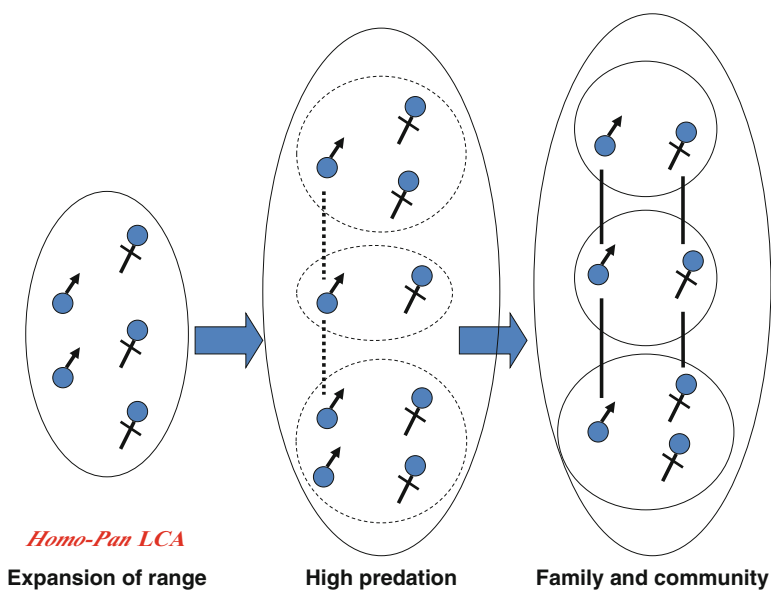 Homo-Pan LCA
Expansion of range
High predation
Family and community